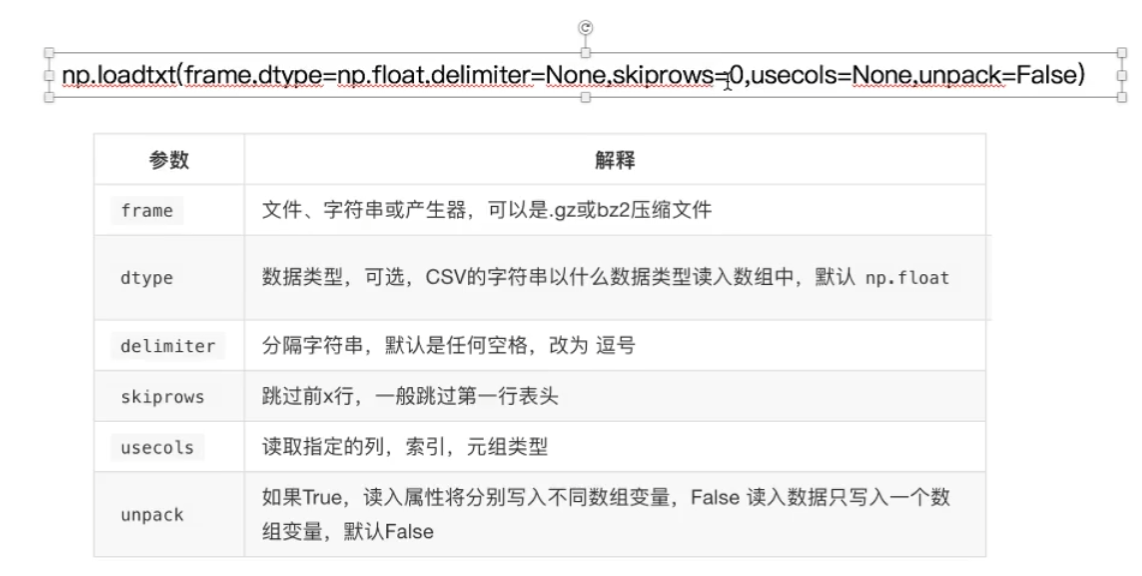 np.loadtxt(frame,dtype=np.float,delimiter=None,skiprows=0,usecols=None,unpack=False)
参数 解释
frame 文件、字符串或产生器，可以是.gz或bz2压缩文件
dtype 数据类型，可选，CSV的字符串以什么数据类型读入数组中，默认 np.float
delimiter 分隔字符串，默认是任何空格，改为 逗号
skiprows 跳过前x行，一般跳过第一行表头
usecols 读取指定的列，索引，元组类型
unpack 如果True，读入属性将分别写入不同数组变量，False 读入数据只写入一个数
组变量，默认False